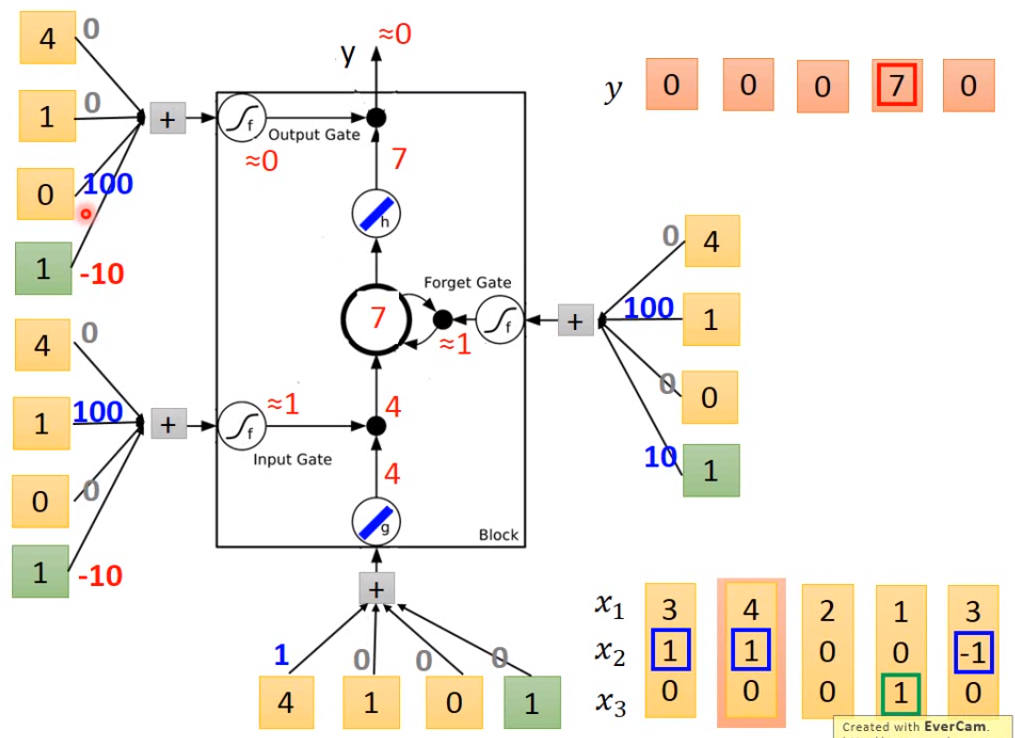 4 0
1 0
0 100
1 -10
+
f
Output Gate
≈0
y ≈0
7
h
y 0 0 0 7 0
Forget Gate
7
f
≈1
+
0 4
100 1
0 0
10 1
4 0
1 100
0 0
1 -10
+
f
≈1
Input Gate
4
4
g
Block
+
1 0 0 0
4 1 0 1
x₁ 3 4 2 1 3
x₂ 1 1 0 0 -1
x₃ 0 0 0 1 0
Created with EverCam.